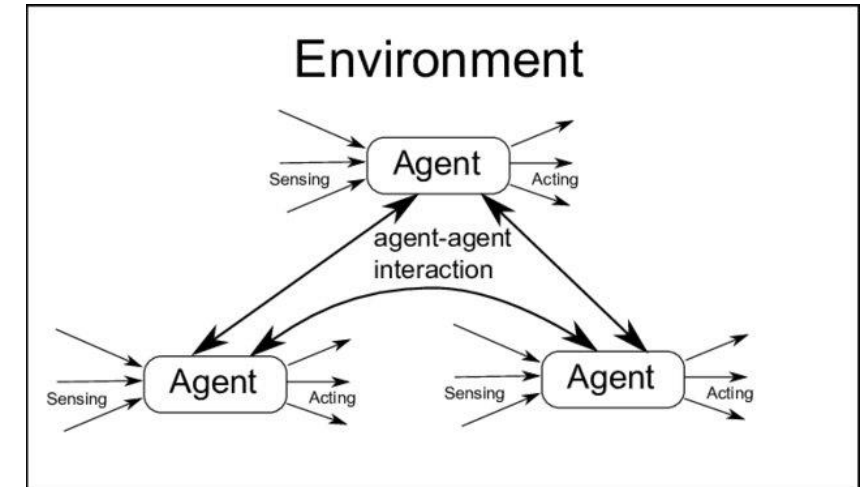 Environment
Agent
Sensing
Acting
agent-agent
interaction
Agent
Sensing
Acting
Agent
Sensing
Acting